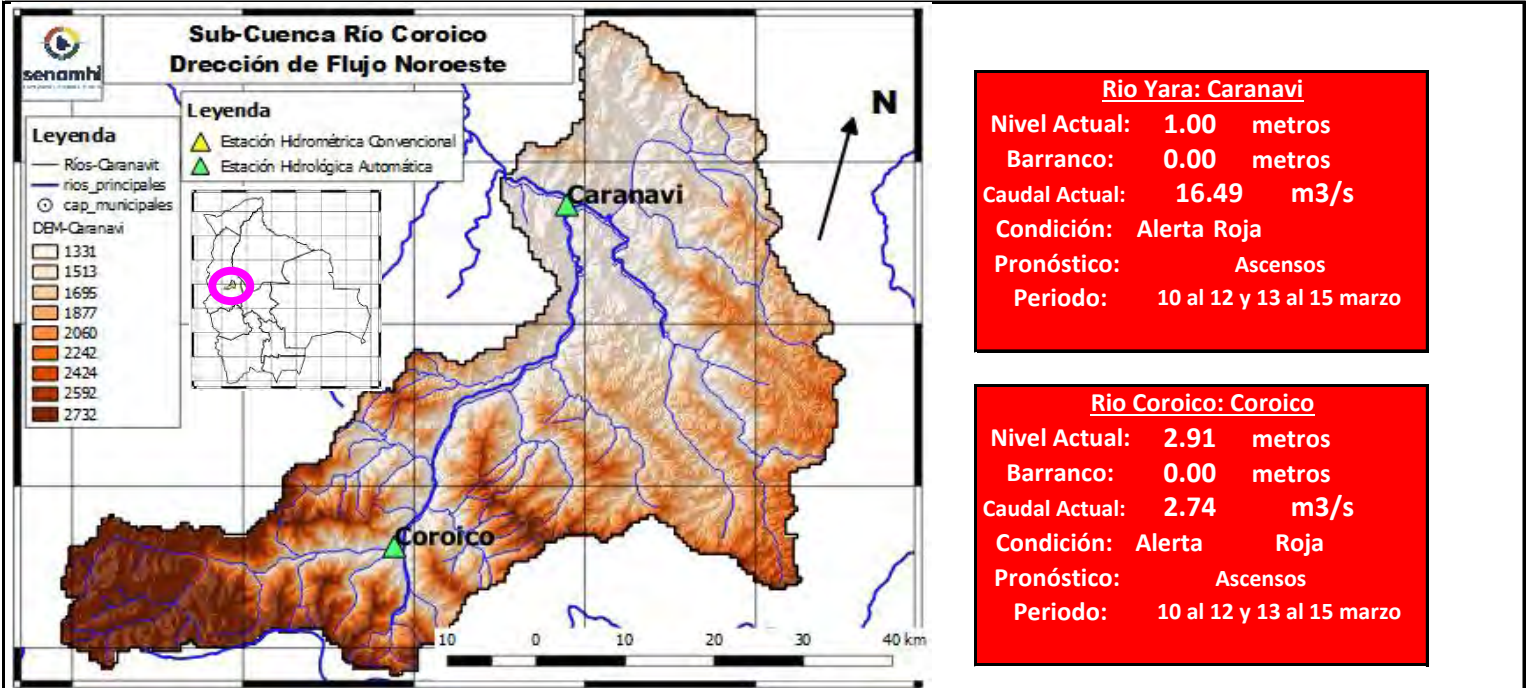 senamhi
Sub-Cuenca Río Coroico
Drección de Flujo Noroeste
Leyenda
Estación Hidrométrica Convencional
Estación Hidrológica Automática
Leyenda
Ríos-Caranavit
rios_principales
cap_municipales
DEM-Caranavi
1331
1513
1695
1877
2060
2242
2424
2592
2732
N
Caranavi
Coroico
10 0 10 20 30 40 km
Rio Yara: Caranavi
Nivel Actual: 1.00 metros
Barranco: 0.00 metros
Caudal Actual: 16.49 m3/s
Condición: Alerta Roja
Pronóstico: Ascensos
Periodo: 10 al 12 y 13 al 15 marzo
Rio Coroico: Coroico
Nivel Actual: 2.91 metros
Barranco: 0.00 metros
Caudal Actual: 2.74 m3/s
Condición: Alerta Roja
Pronóstico: Ascensos
Periodo: 10 al 12 y 13 al 15 marzo